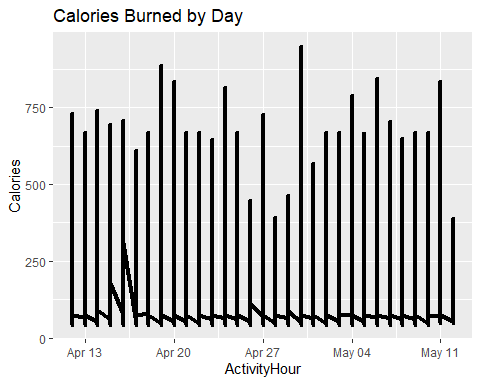 Calories Burned by Day
Calories
750
500
250
0
Apr 13
Apr 20
Apr 27
May 04
May 11
ActivityHour